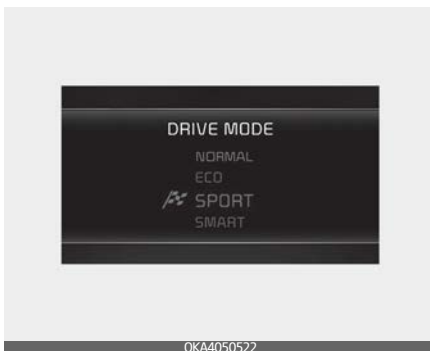 DRIVE MODE
NORMAL
ECO
SPORT
SMART
OKA4050522